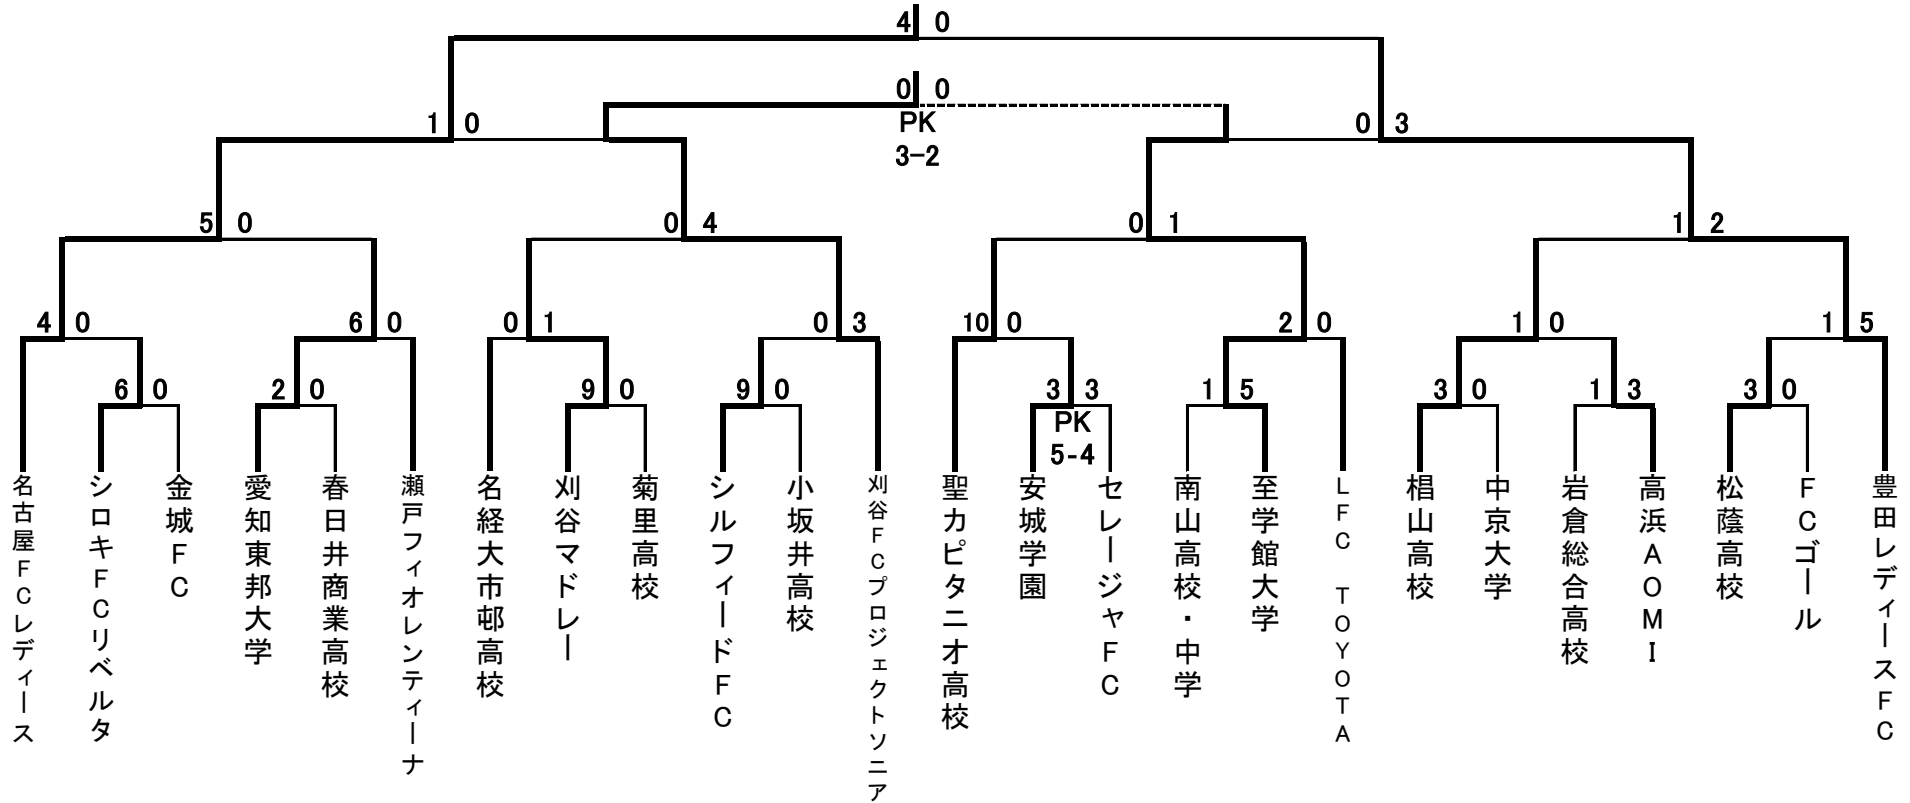 4 0
0 0
PK
3-2
1 0
0 3
5 0
0 4
0 1
1 2
4 0
6 0
0 1
0 3
10 0
2 0
1 0
1 5
6 0
2 0
9 0
9 0
3 3
PK
5-4
1 5
3 0
1 3
3 0
名古屋FCレディース
シロキFCリベルタ
金城FC
愛知東邦大学
春日井商業高校
瀬戸フィオレンティーナ
名経大市邨高校
刈谷マドレー
菊里高校
シルフィードFC
小坂井高校
刈谷FCプロジェクトソニア
聖カピタニオ高校
安城学園
セレージャFC
南山高校・中学
至学館大学
LFC TOYOTA
椙山高校
中京大学
岩倉総合高校
高浜AOMI
松蔭高校
FCゴール
豊田レディースFC